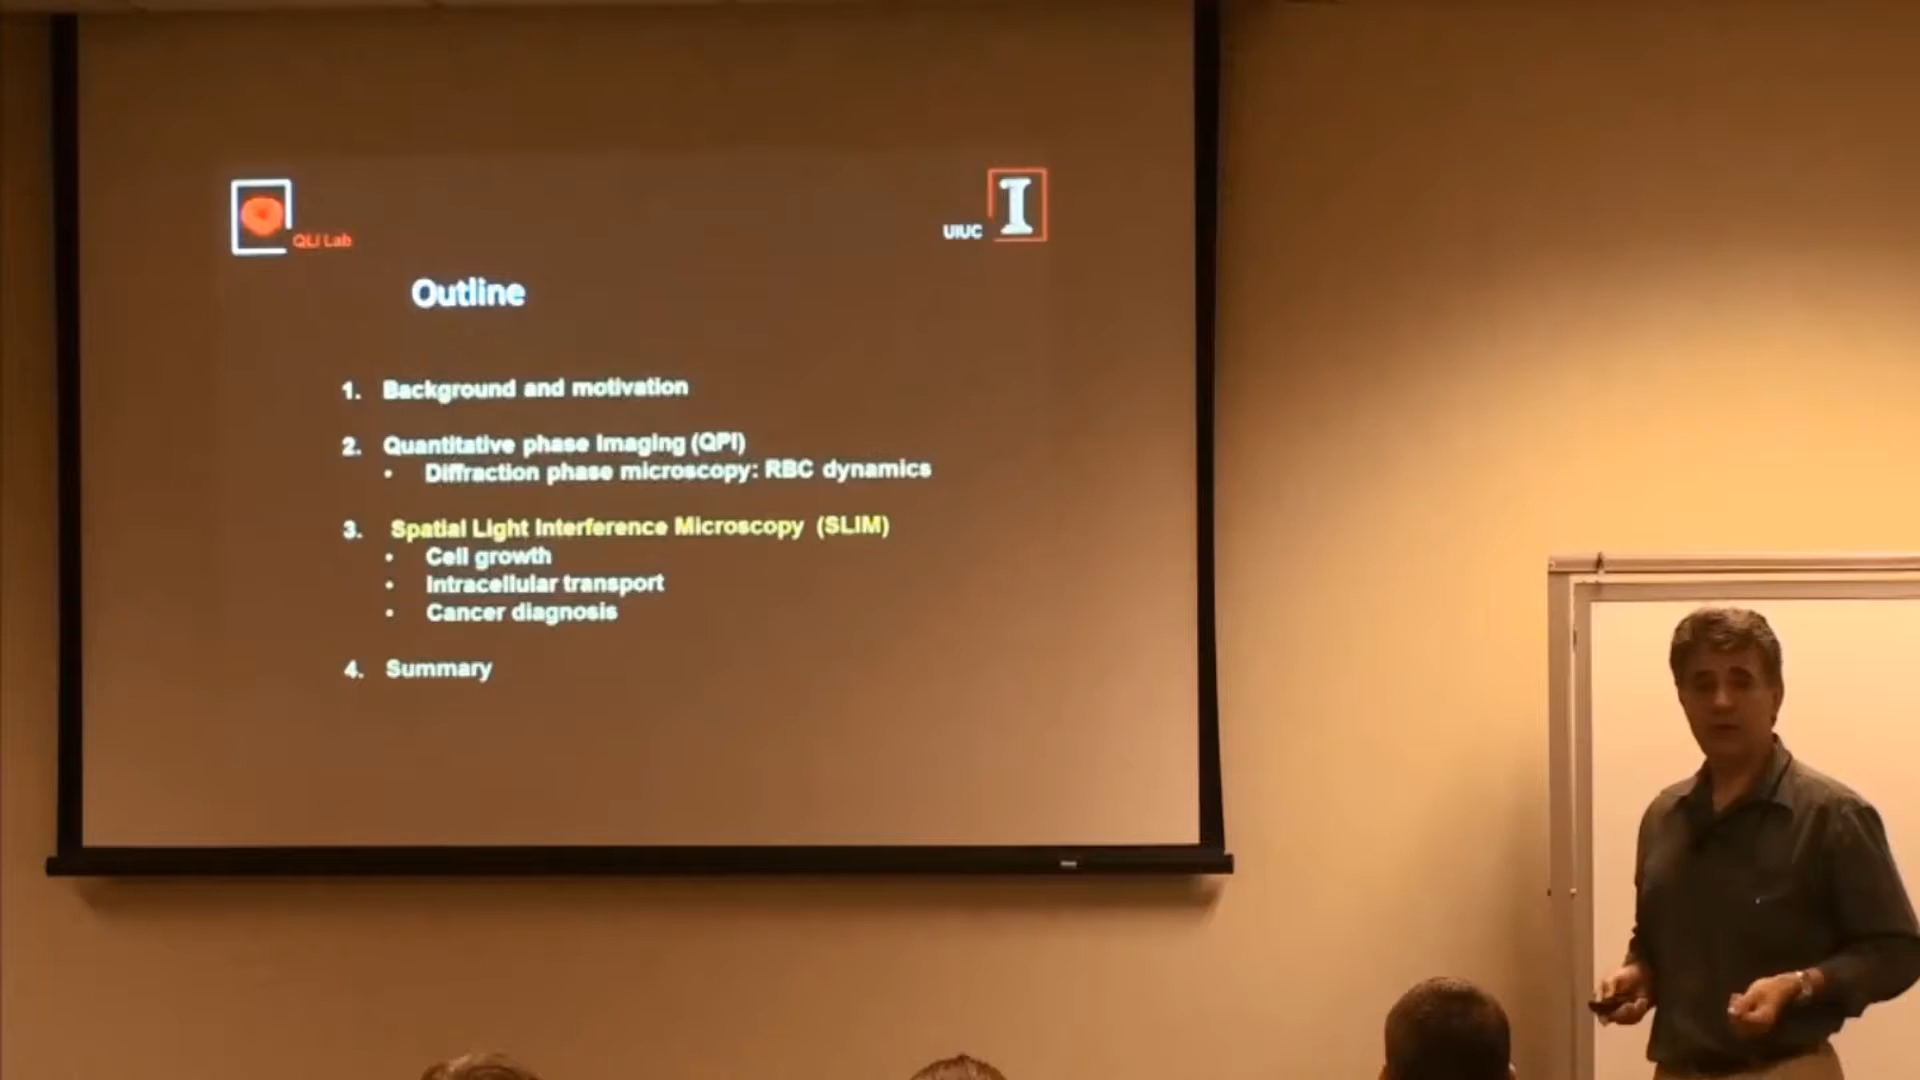 QLI Lab
UIUC I
Outline
1. Background and motivation
2. Quantitative phase Imaging (QPI)
• Diffraction phase microscopy: RBC dynamics
3. Spatial Light Interference Microscopy (SLIM)
• Cell growth
• Intracellular transport
• Cancer diagnosis
4. Summary